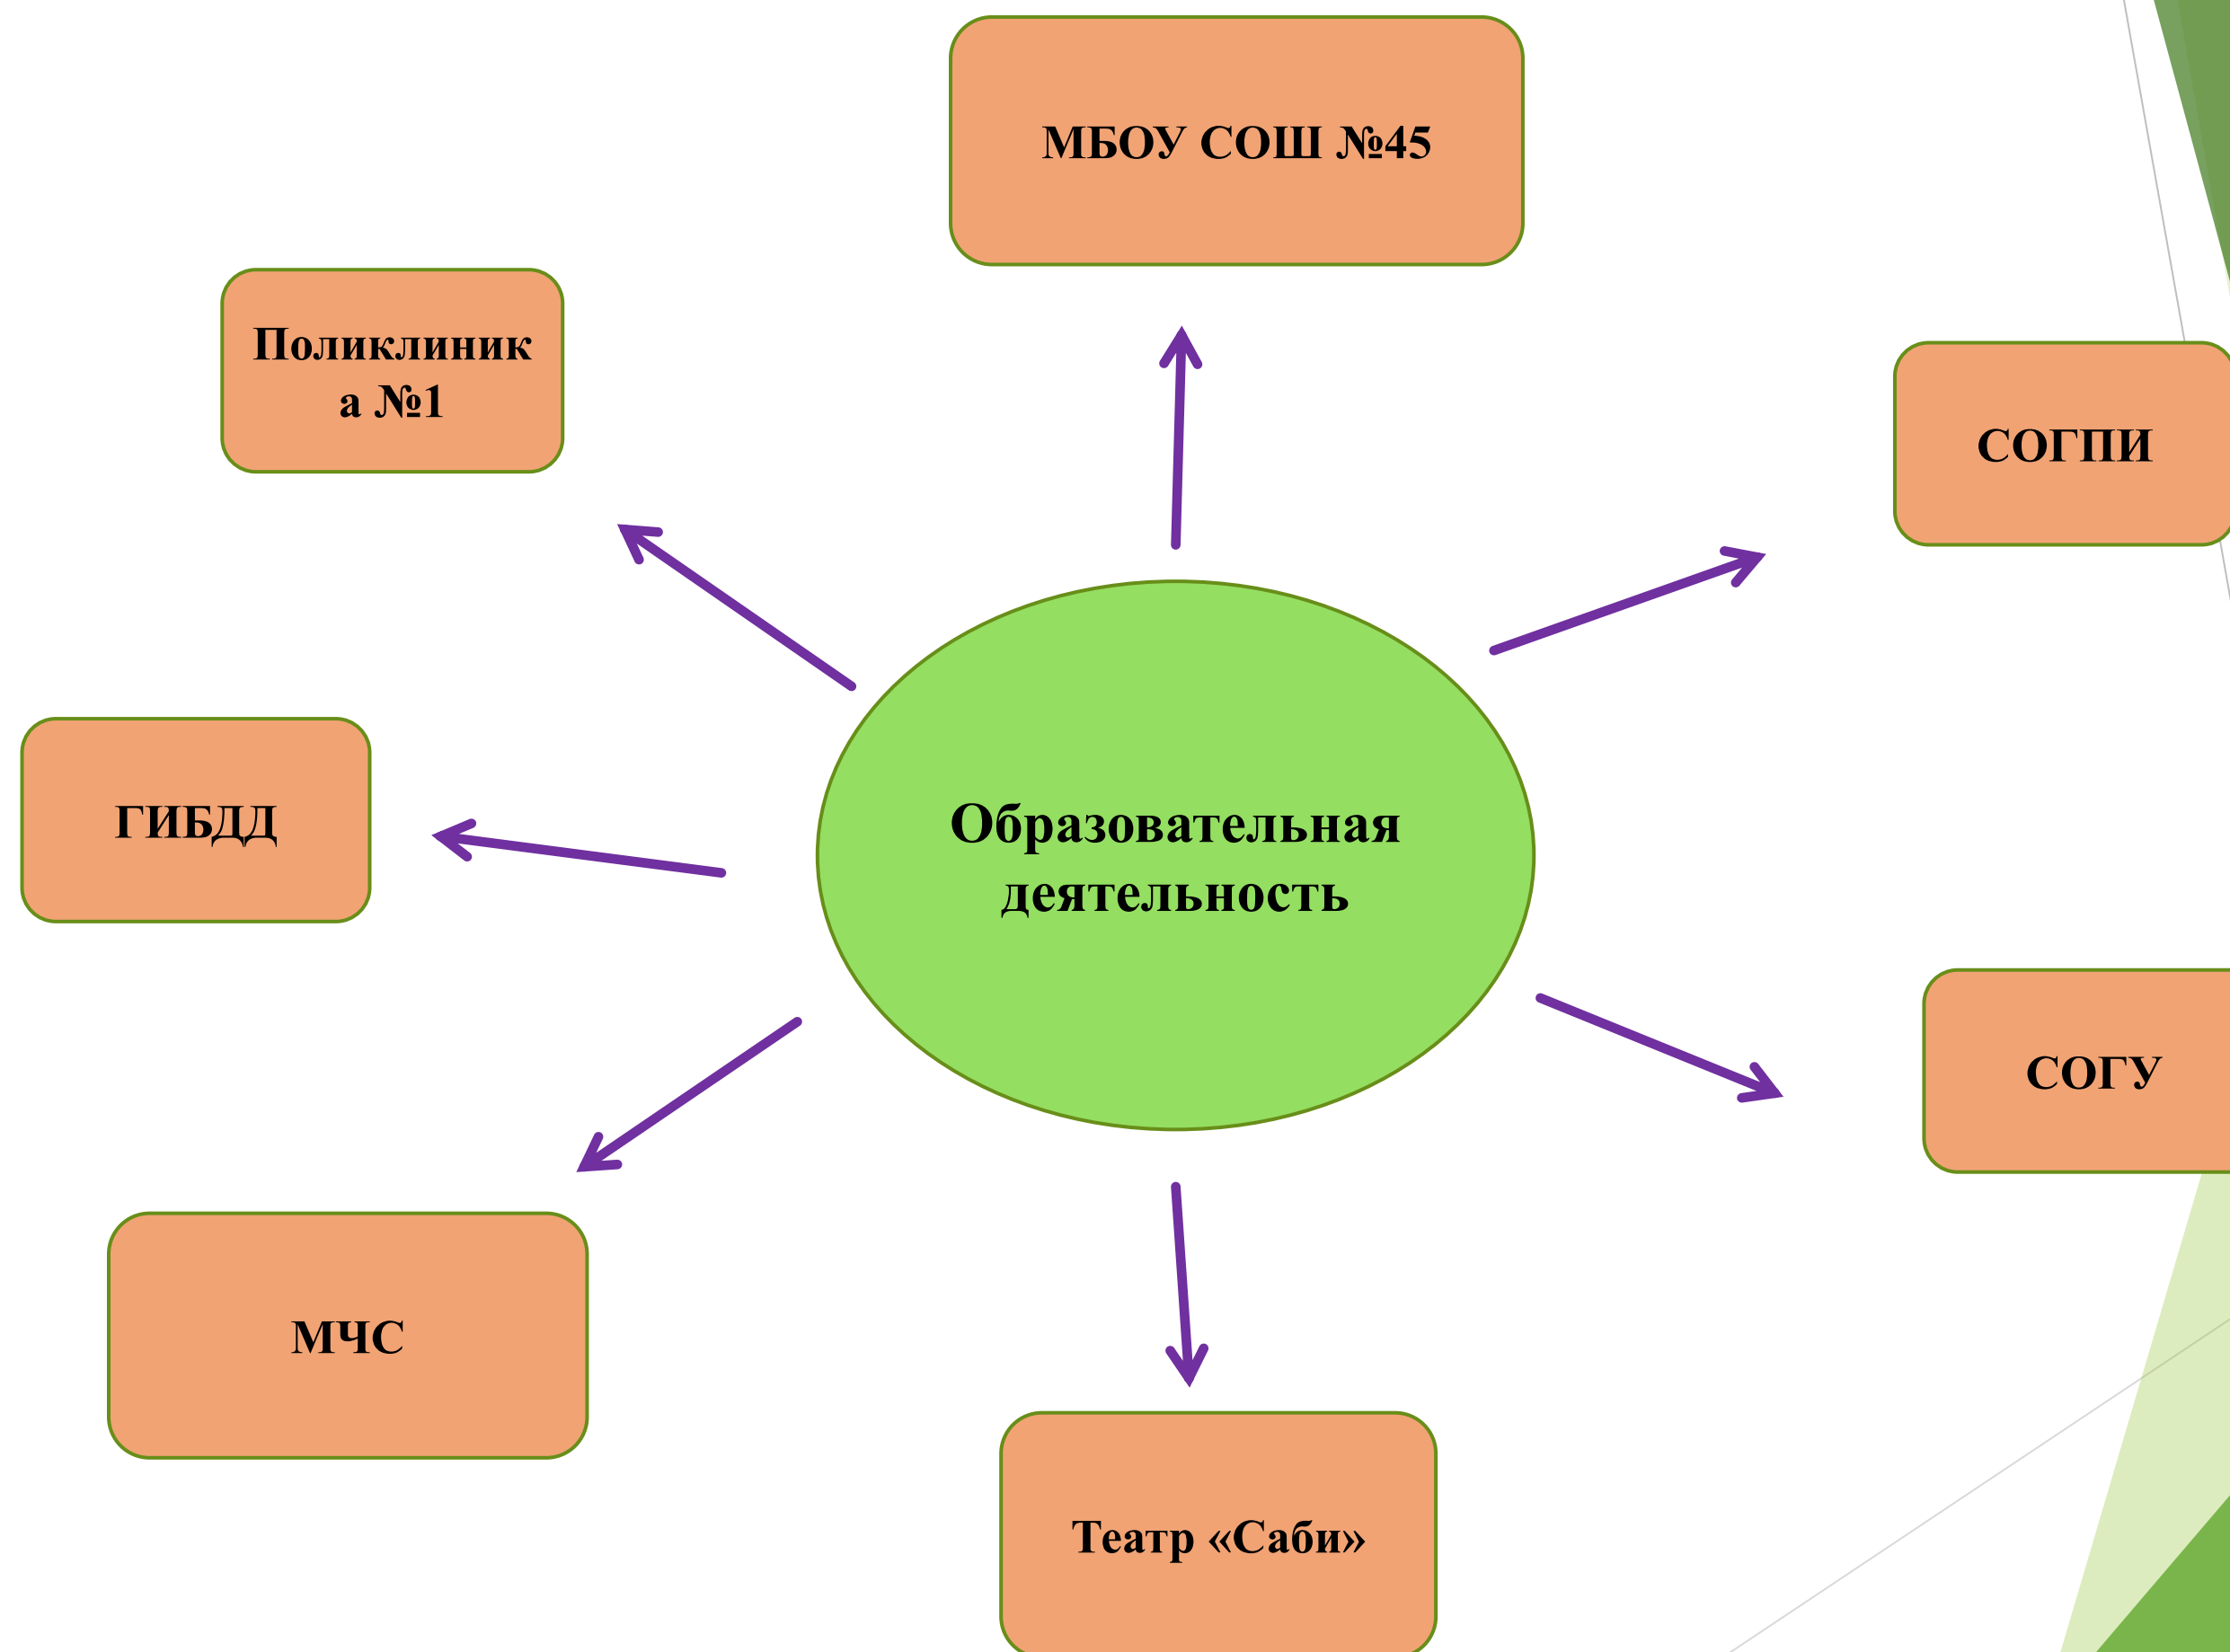 МБОУ СОШ №45
Поликлиник
а №1
СОГПИ
ГИБДД
Образовательная
деятельность
СОГУ
МЧС
Театр «Саби»